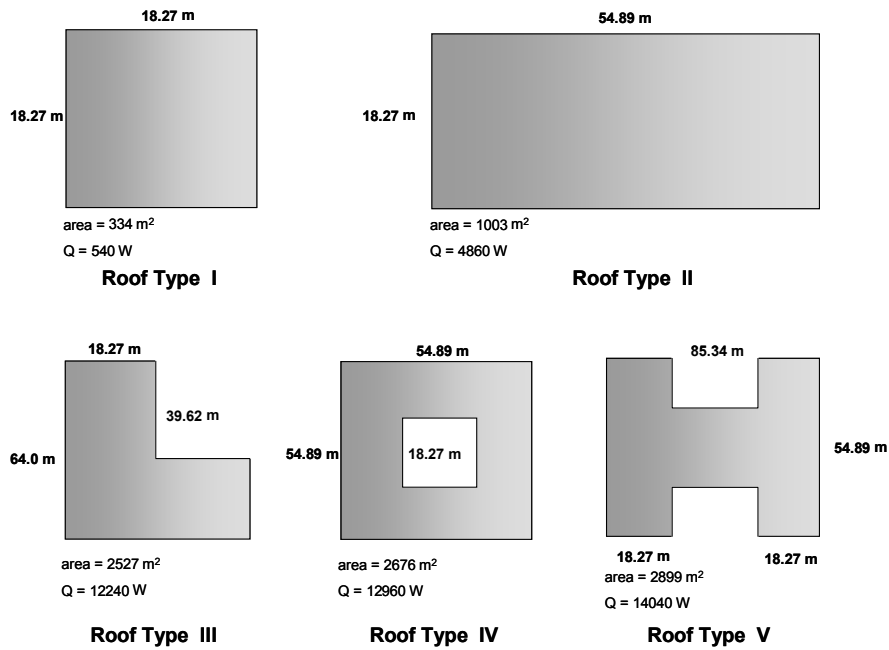 18.27 m
18.27 m
area = 334 m²
Q = 540 W
Roof Type I
54.89 m
18.27 m
area = 1003 m²
Q = 4860 W
Roof Type II
18.27 m
39.62 m
64.0 m
area = 2527 m²
Q = 12240 W
Roof Type III
54.89 m
54.89 m
18.27 m
area = 2676 m²
Q = 12960 W
Roof Type IV
85.34 m
54.89 m
18.27 m
18.27 m
area = 2899 m²
Q = 14040 W
Roof Type V